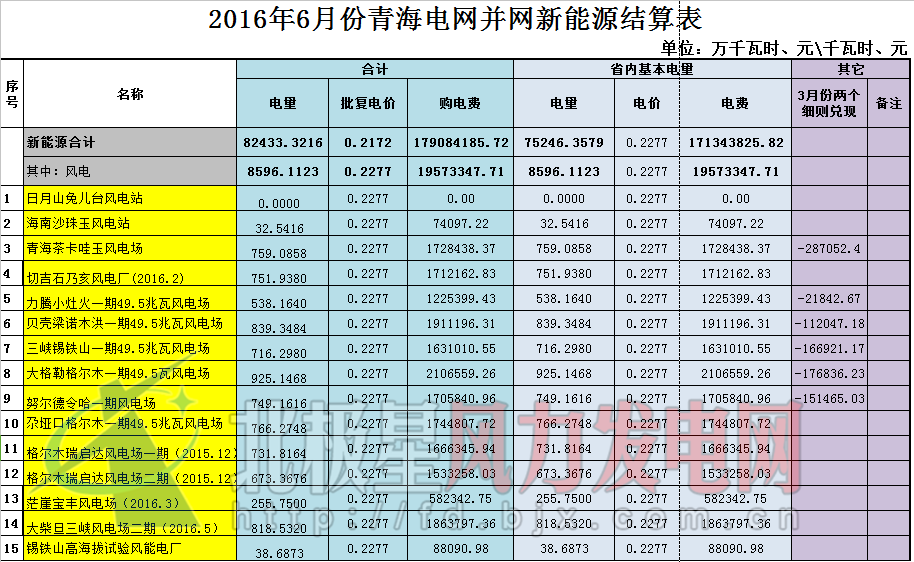 2016年6月份青海电网并网新能源结算表
单位: 万千瓦时、元\千瓦时、元
序号 名称 合计 省内基本电量 其它
电量 批复电价 购电费 电量 电价 电费 3月份两个细则兑现 备注
新能源合计 82433.3216 0.2172 179084185.72 75246.3579 0.2277 171343825.82
其中: 风电 8596.1123 0.2277 19573347.71 8596.1123 0.2277 19573347.71
1 日月山兔儿台风电站 0.0000 0.2277 0.00 0.0000 0.2277 0.00
2 海南沙珠玉风电站 32.5416 0.2277 74097.22 32.5416 0.2277 74097.22
3 青海茶卡哇玉风电场 759.0858 0.2277 1728438.37 759.0858 0.2277 1728438.37 -287052.4
4 切吉石乃亥风电厂(2016.2) 751.9380 0.2277 1712162.83 751.9380 0.2277 1712162.83
5 力腾小灶火一期49.5兆瓦风电场 538.1640 0.2277 1225399.43 538.1640 0.2277 1225399.43 -21842.67
6 贝壳梁诺木洪一期49.5兆瓦风电场 839.3484 0.2277 1911196.31 839.3484 0.2277 1911196.31 -112047.18
7 三峡锡铁山一期49.5兆瓦风电场 716.2980 0.2277 1631010.55 716.2980 0.2277 1631010.55 -166921.17
8 大格勒格尔木一期49.5兆瓦风电场 925.1468 0.2277 2106559.26 925.1468 0.2277 2106559.26 -176836.23
9 努尔德令哈一期风电场 749.1616 0.2277 1705840.96 749.1616 0.2277 1705840.96 -151465.03
10 尕垭口格尔木一期49.5兆瓦风电场 766.2748 0.2277 1744807.72 766.2748 0.2277 1744807.72
11 格尔木瑞启达风电场一期（2015.12） 731.8164 0.2277 1666345.94 731.8164 0.2277 1666345.94
12 格尔木瑞启达风电场二期（2015.12） 673.3676 0.2277 1533258.03 673.3676 0.2277 1533258.03
13 茫崖宝丰风电场（2016.3） 255.7500 0.2277 582342.75 255.7500 0.2277 582342.75
14 大柴旦三峡风电场二期（2016.5） 818.5320 0.2277 1863797.36 818.5320 0.2277 1863797.36
15 锡铁山高海拔试验风能电厂 38.6873 0.2277 88090.98 38.6873 0.2277 88090.98
北极星风力发电网
http://fd.bjx.com.cn